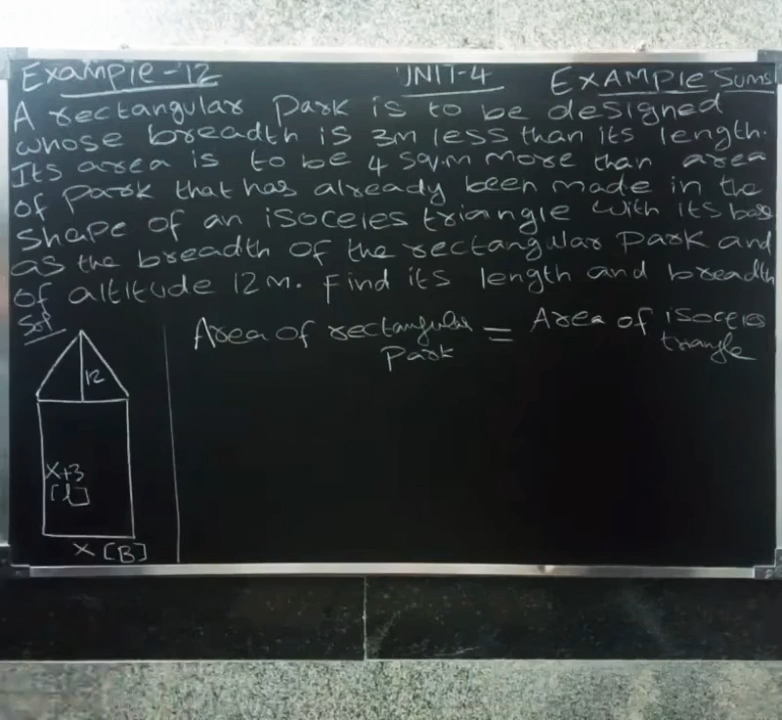 Example-12 UNIT-4 EXAMPLE Sums
A rectangular Park is to be designed
whose breadth is 3m less than its length.
Its area is to be 4 sqr.m more than area
of park that has already been made in the
shape of an isoceles triangle with its bas
as the breadth of the rectangular Park and
of altitude 12m. Find its length and breadth
Sol
Area of rectangular Park = Area of isoceles triangle
12
x+3
[l]
x [B]